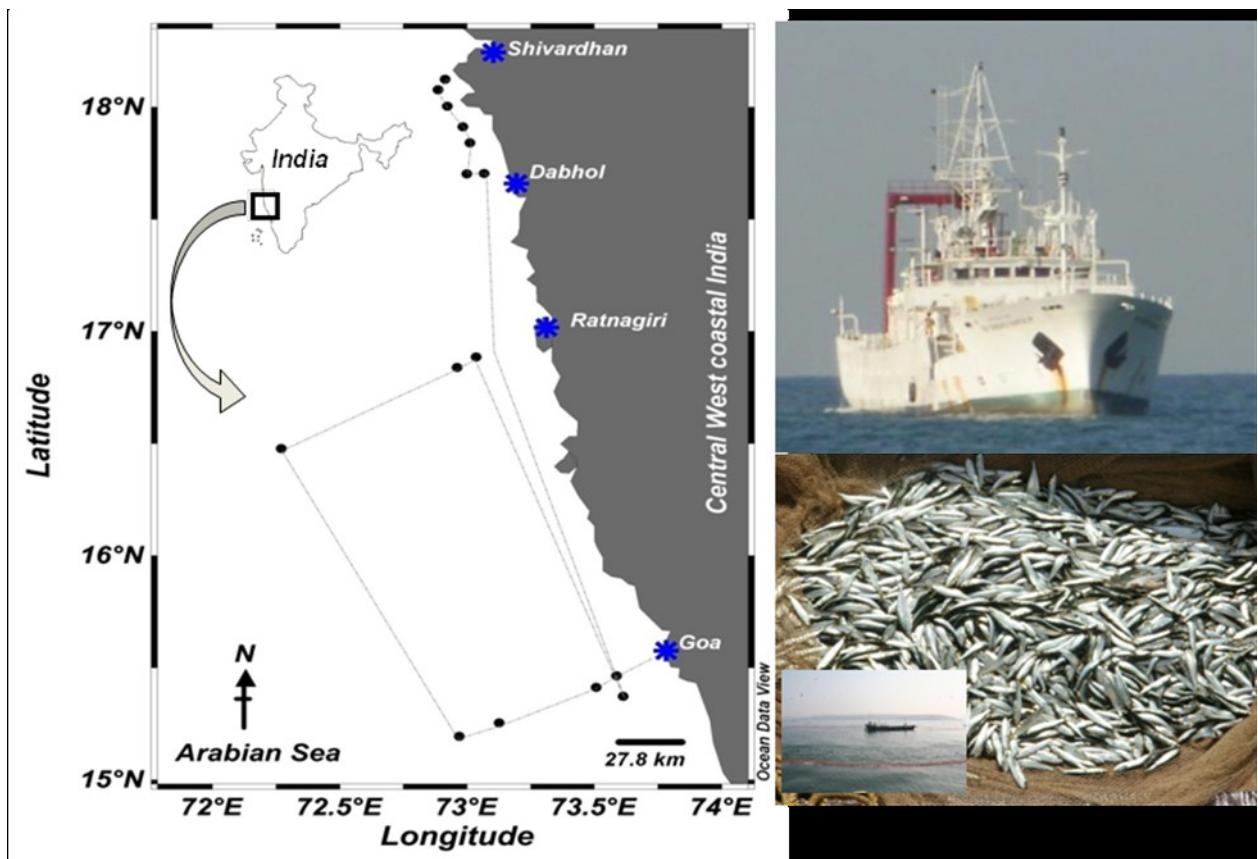 Shivardhan
18°N
India
Dabhol
17°N
Ratnagiri
Central West coastal India
Latitude
16°N
Goa
N
Arabian Sea
27.8 km
Ocean Data View
15°N
72°E
72.5°E
73°E
73.5°E
74°E
Longitude